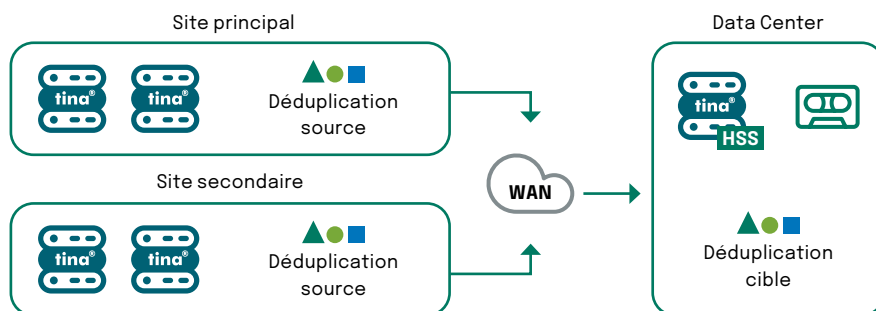 Site principal
tina®
tina®
Déduplication
source
Site secondaire
tina®
tina®
Déduplication
source
WAN
Data Center
tina®
HSS
Déduplication
cible